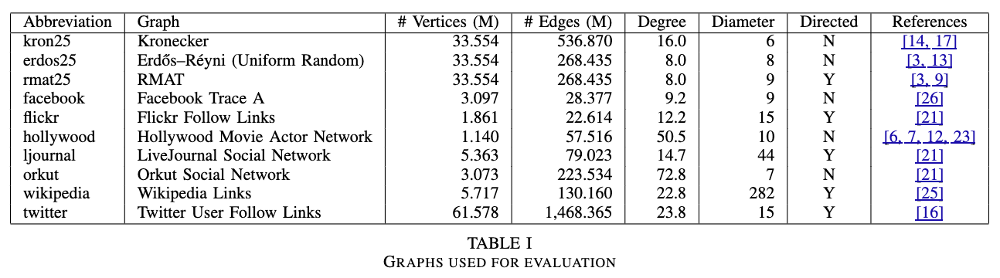 Abbreviation Graph # Vertices (M) # Edges (M) Degree Diameter Directed References
kron25 Kronecker 33.554 536.870 16.0 6 N [14, 17]
erdos25 Erdős–Réyni (Uniform Random) 33.554 268.435 8.0 8 N [3, 13]
rmat25 RMAT 33.554 268.435 8.0 9 Y [3, 9]
facebook Facebook Trace A 3.097 28.377 9.2 9 N [26]
flickr Flickr Follow Links 1.861 22.614 12.2 15 Y [21]
hollywood Hollywood Movie Actor Network 1.140 57.516 50.5 10 N [6, 7, 12, 23]
ljournal LiveJournal Social Network 5.363 79.023 14.7 44 Y [21]
orkut Orkut Social Network 3.073 223.534 72.8 7 N [21]
wikipedia Wikipedia Links 5.717 130.160 22.8 282 Y [25]
twitter Twitter User Follow Links 61.578 1,468.365 23.8 15 Y [16]
TABLE I
GRAPHS USED FOR EVALUATION